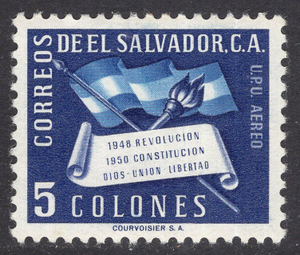 CORREOS
DE EL SALVADOR, C.A.
U.P.U. AEREO
1948 REVOLUCION
1950 CONSTITUCION
DIOS-UNION LIBERTAD
5 COLONES
COURVOISIER S.A.